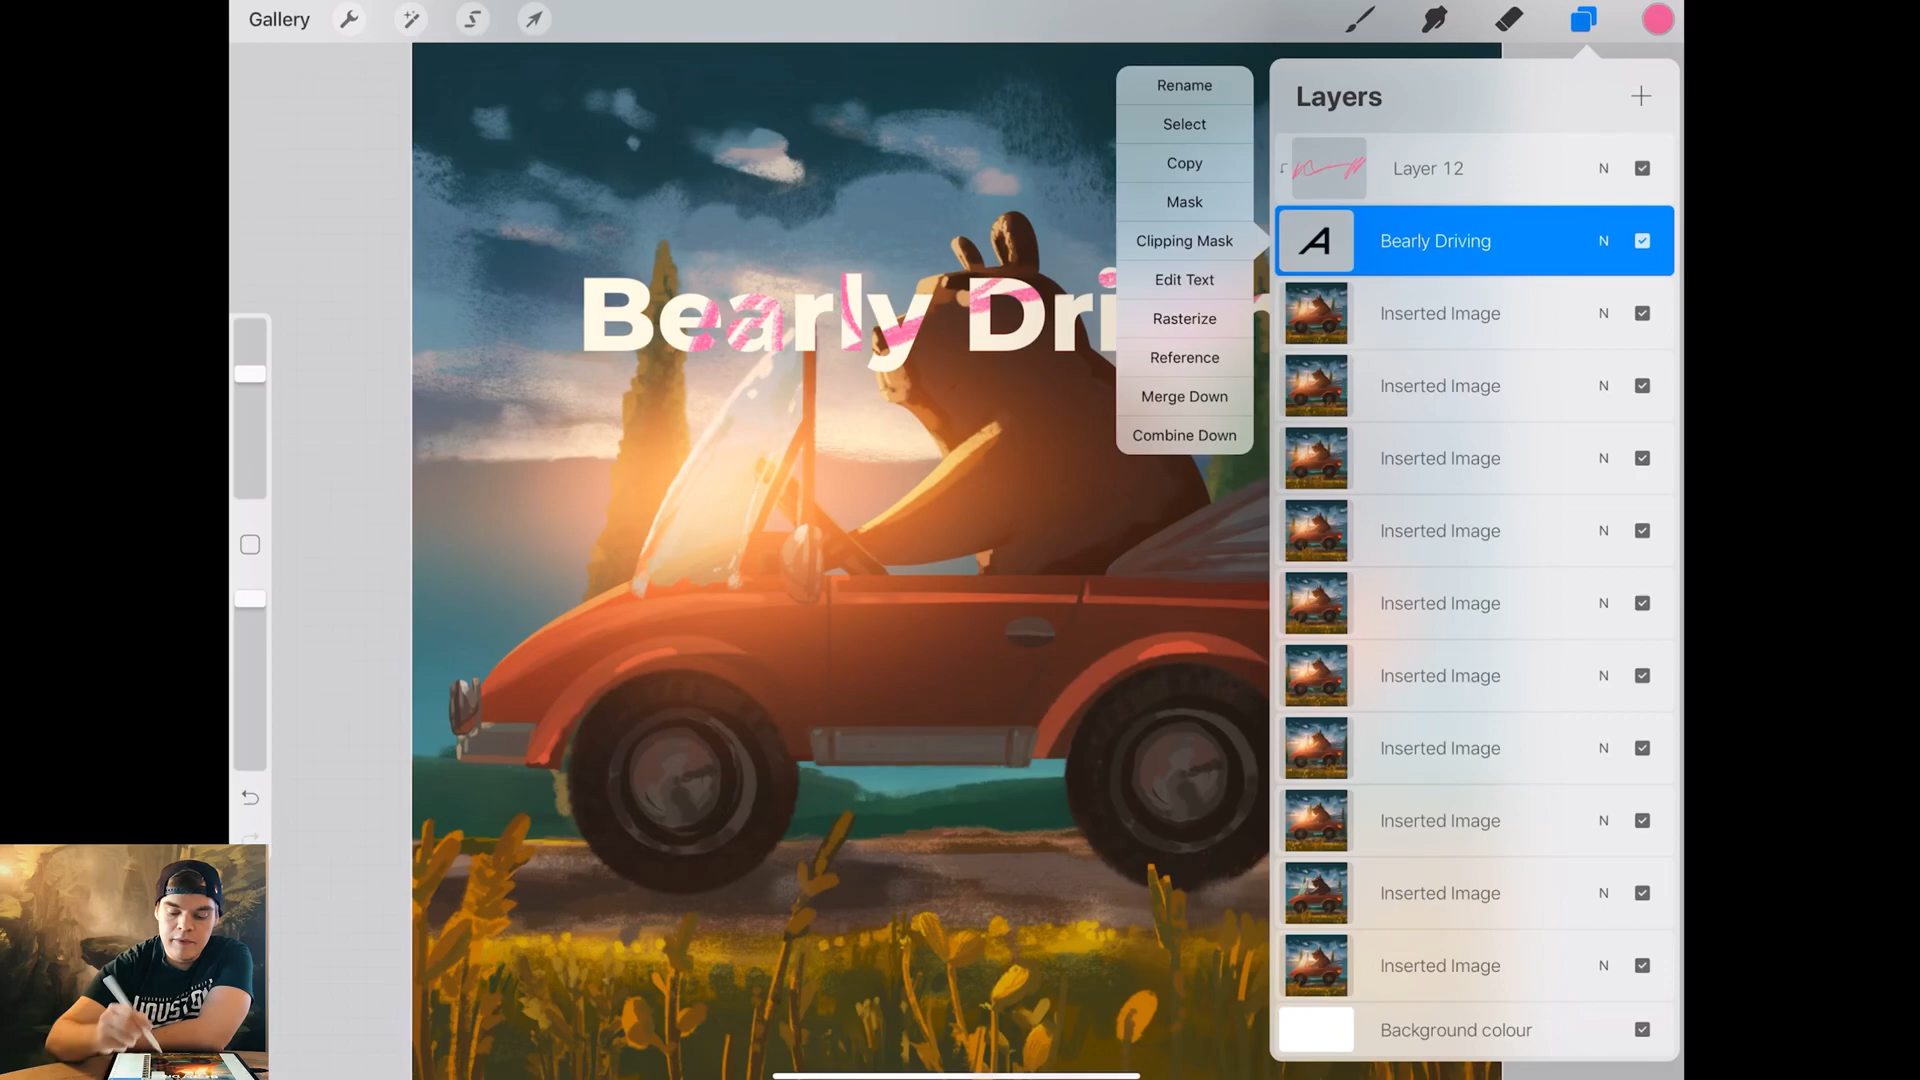 Gallery
Rename
Select
Copy
Mask
Clipping Mask
Edit Text
Rasterize
Reference
Merge Down
Combine Down
Layers
Layer 12 N
A Bearly Driving N
Inserted Image N
Inserted Image N
Inserted Image N
Inserted Image N
Inserted Image N
Inserted Image N
Inserted Image N
Inserted Image N
Inserted Image N
Inserted Image N
Background colour
Bearly Dri
HOUSTON